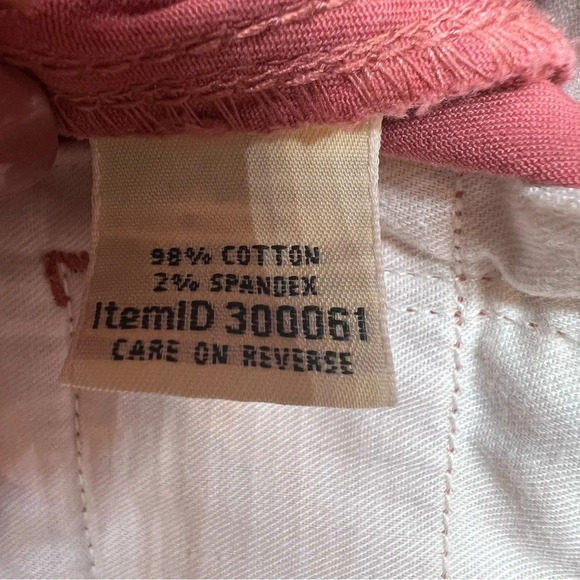 98% COTTON
2% SPANDEX
ItemID 300061
CARE ON REVERSE